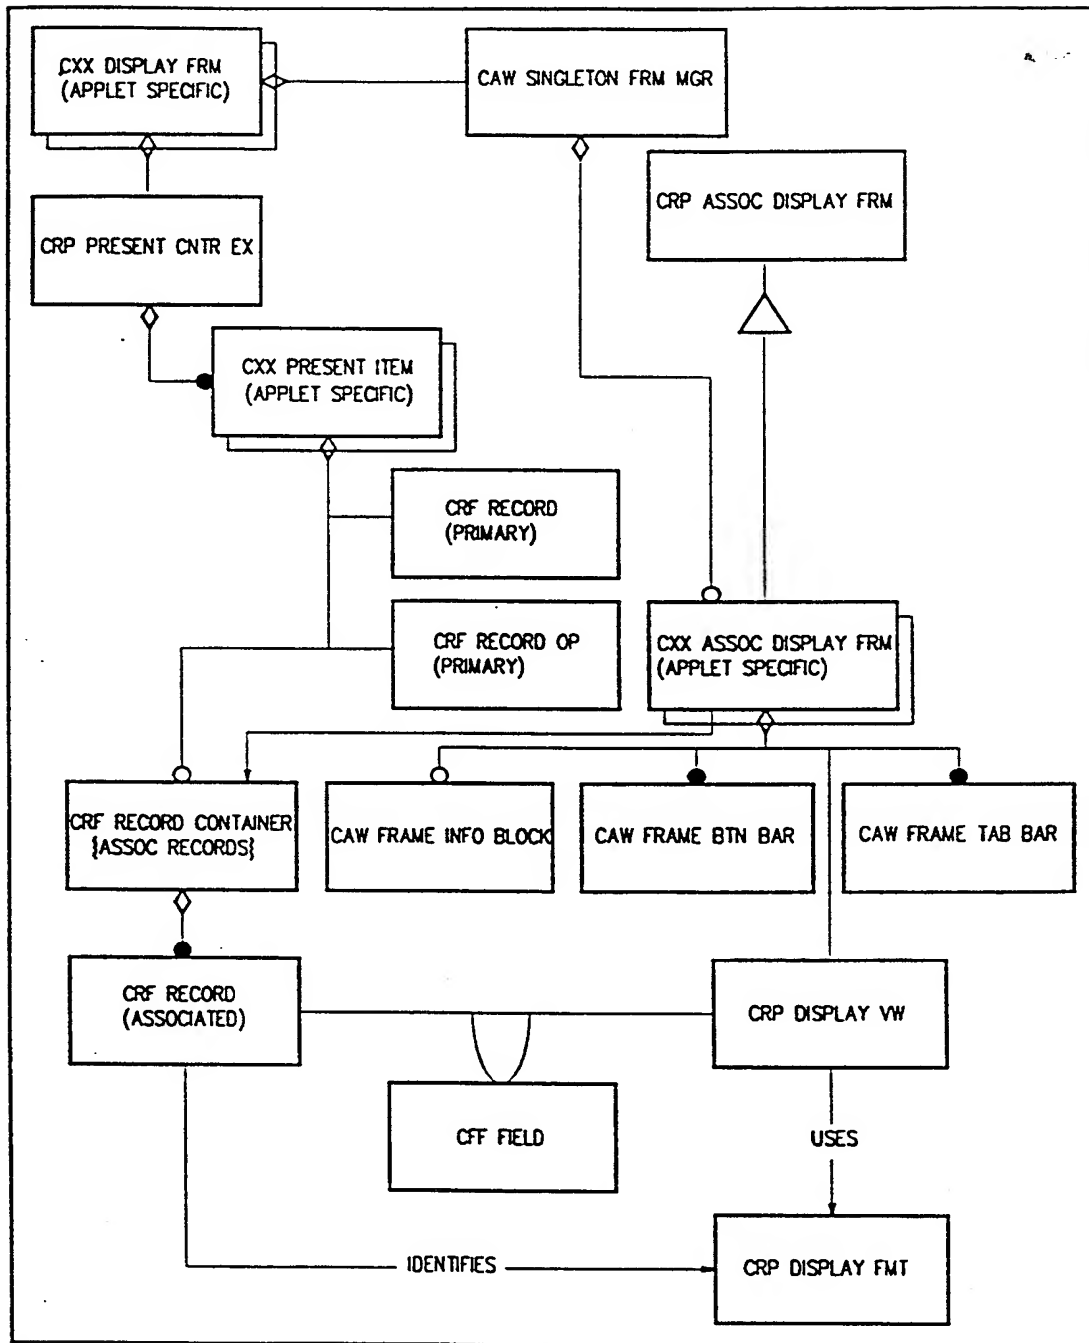 CXX DISPLAY FRM
(APPLET SPECIFIC)
CAW SINGLETON FRM MGR
CRP ASSOC DISPLAY FRM
CRP PRESENT CNTR EX
CXX PRESENT ITEM
(APPLET SPECIFIC)
CRF RECORD
(PRIMARY)
CRF RECORD OP
(PRIMARY)
CXX ASSOC DISPLAY FRM
(APPLET SPECIFIC)
CRF RECORD CONTAINER
{ASSOC RECORDS}
CAW FRAME INFO BLOCK
CAW FRAME BTN BAR
CAW FRAME TAB BAR
CRF RECORD
(ASSOCIATED)
CRP DISPLAY VW
CFF FIELD
USES
IDENTIFIES
CRP DISPLAY FMT